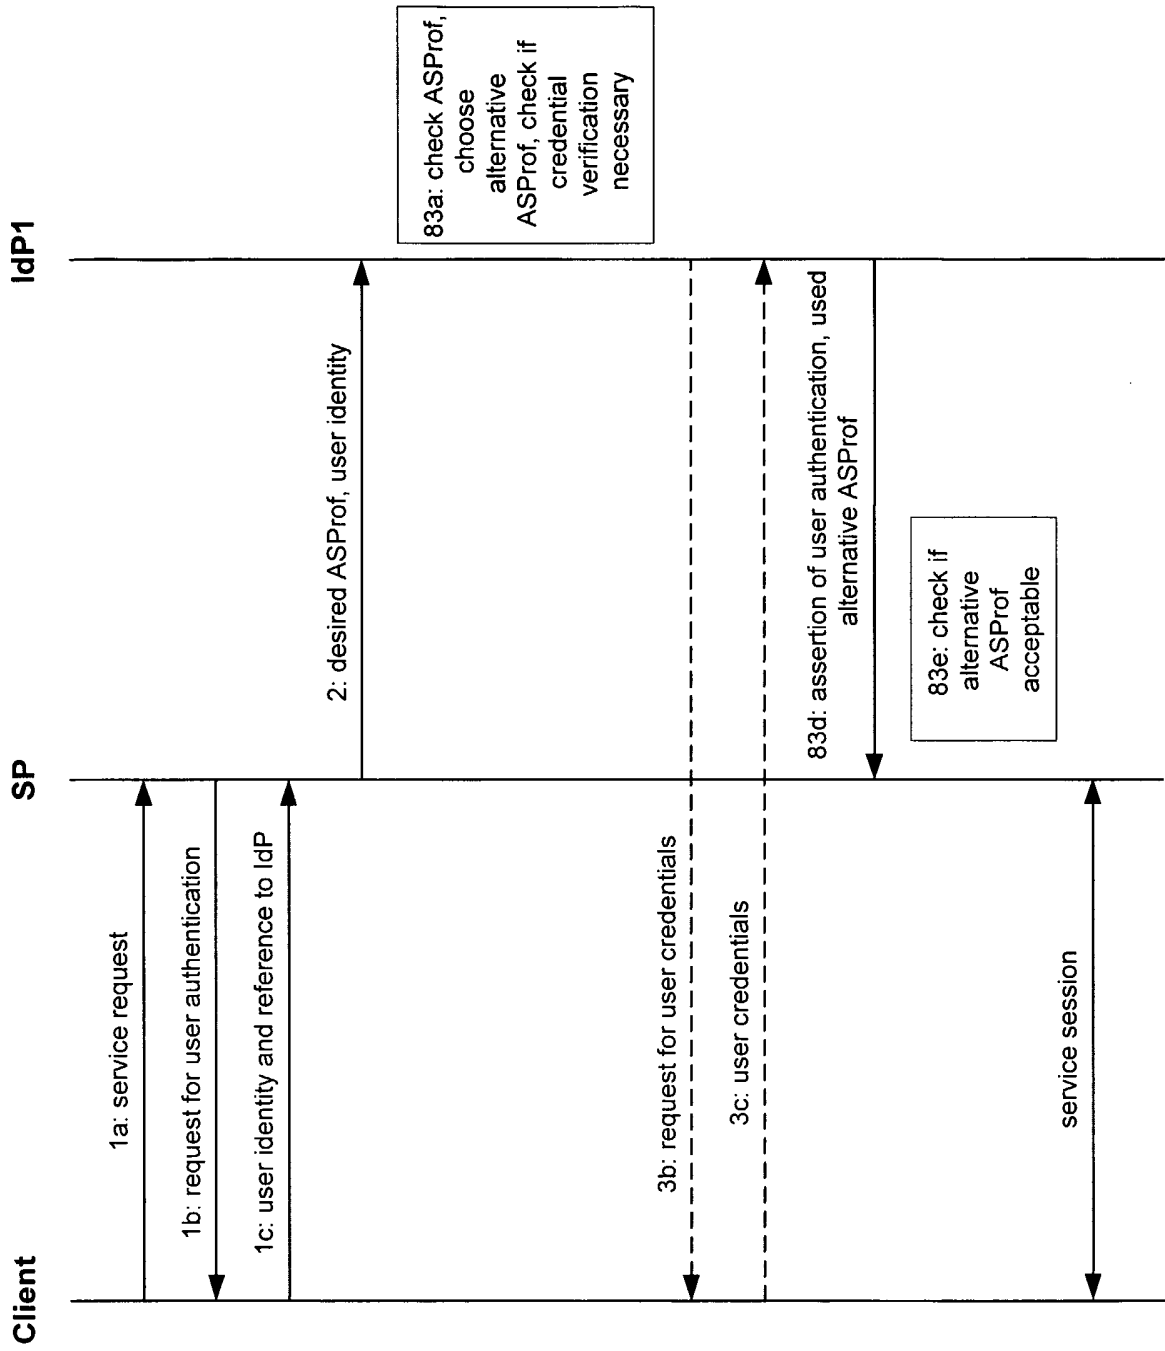 Client
SP
IdP1
1a: service request
1b: request for user authentication
1c: user identity and reference to IdP
2: desired ASProf, user identity
83a: check ASProf,
choose
alternative
ASProf, check if
credential
verification
necessary
3b: request for user credentials
3c: user credentials
83d: assertion of user authentication, used
alternative ASProf
83e: check if
alternative
ASProf
acceptable
service session